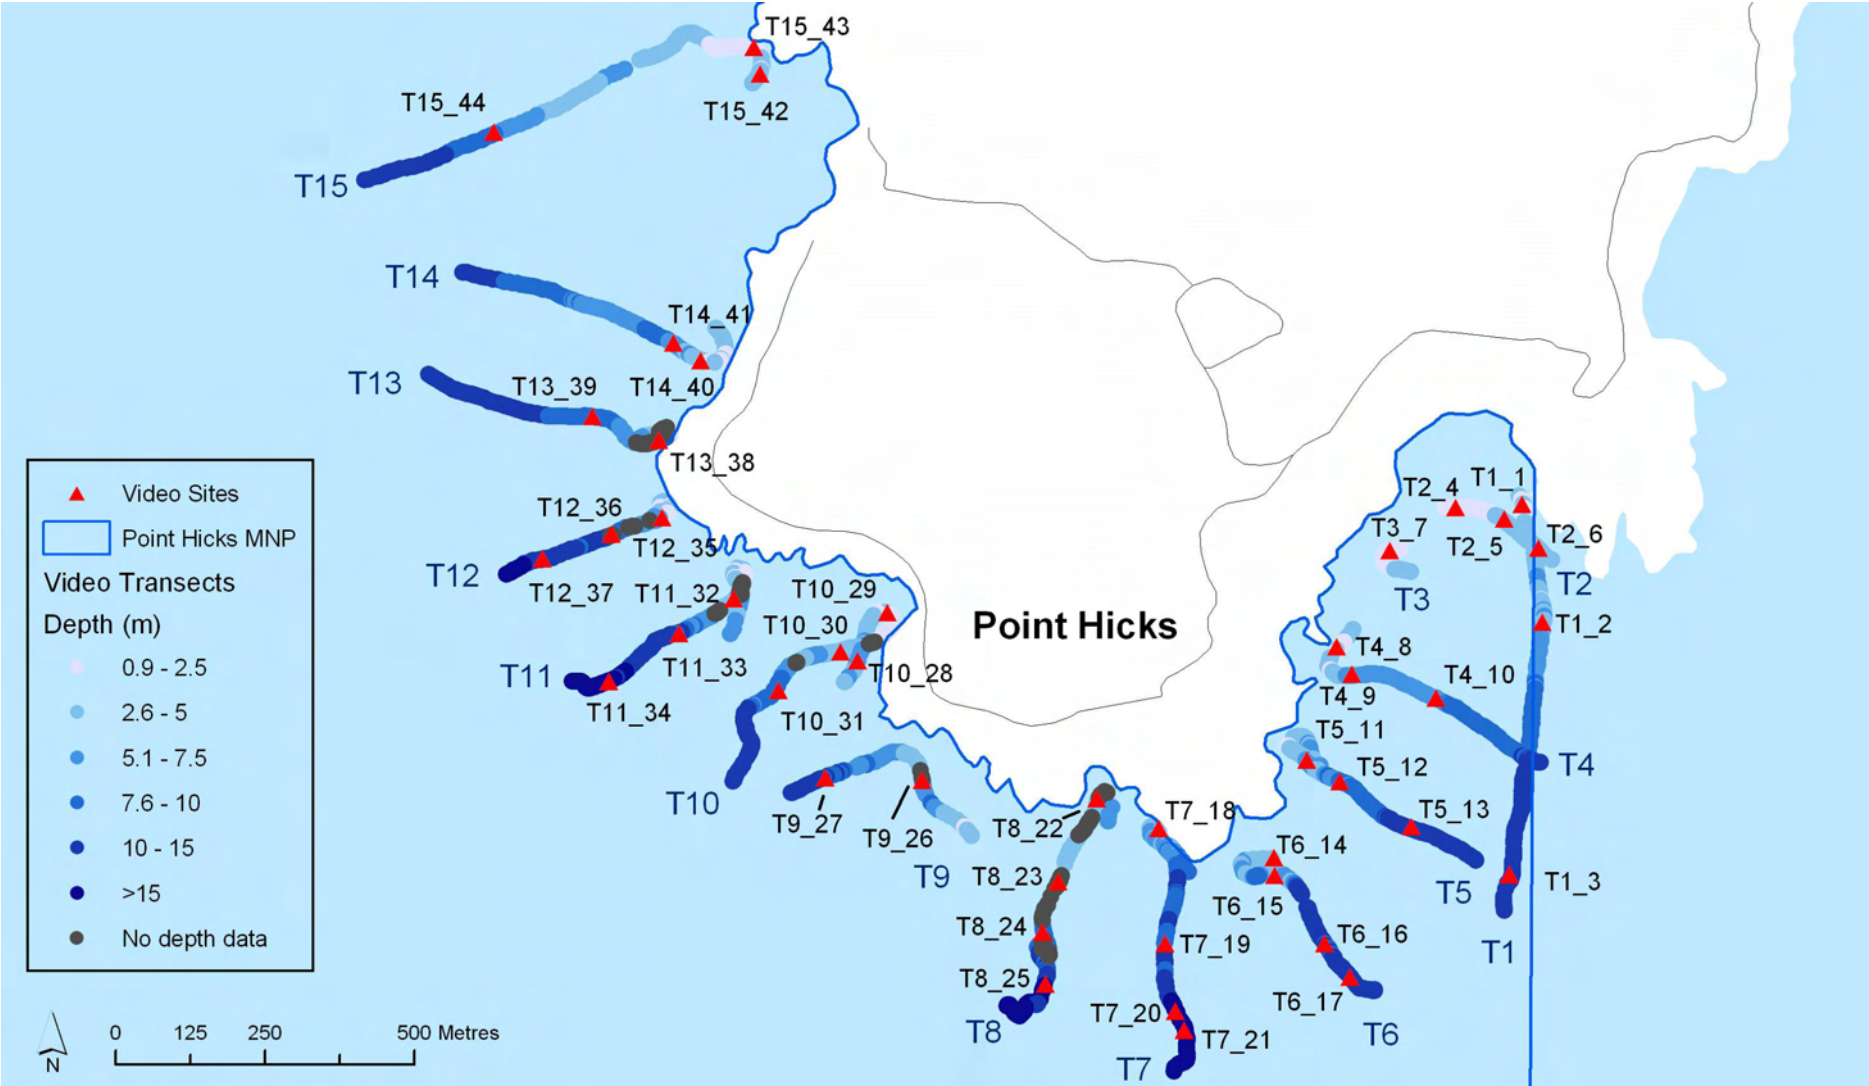 T15_43
T15_44
T15_42
T15
T14
T14_41
T13
T13_39
T14_40
T13_38
T1_1
T2_4
Video Sites
T12_36
T3_7
T2_6
Point Hicks MNP
T12_35
T2_5
T12
T2
Video Transects
T12_37
T11_32
T10_29
T3
Depth (m)
T10_30
Point Hicks
T1_2
T4_8
0.9 - 2.5
T11
T11_33
T10_28
T4_10
T4_9
2.6 - 5
T11_34
T10_31
T5_11
5.1 - 7.5
T4
T5_12
7.6 - 10
T10
T5_13
T7_18
T9_27
T8_22
T9_26
T6_14
10 - 15
T9
T8_23
T1_3
>15
T5
T6_15
T8_24
T6_16
No depth data
T7_19
T1
T8_25
T6_17
T7_20
0
125
250
500 Metres
T8
T6
T7_21
N
T7